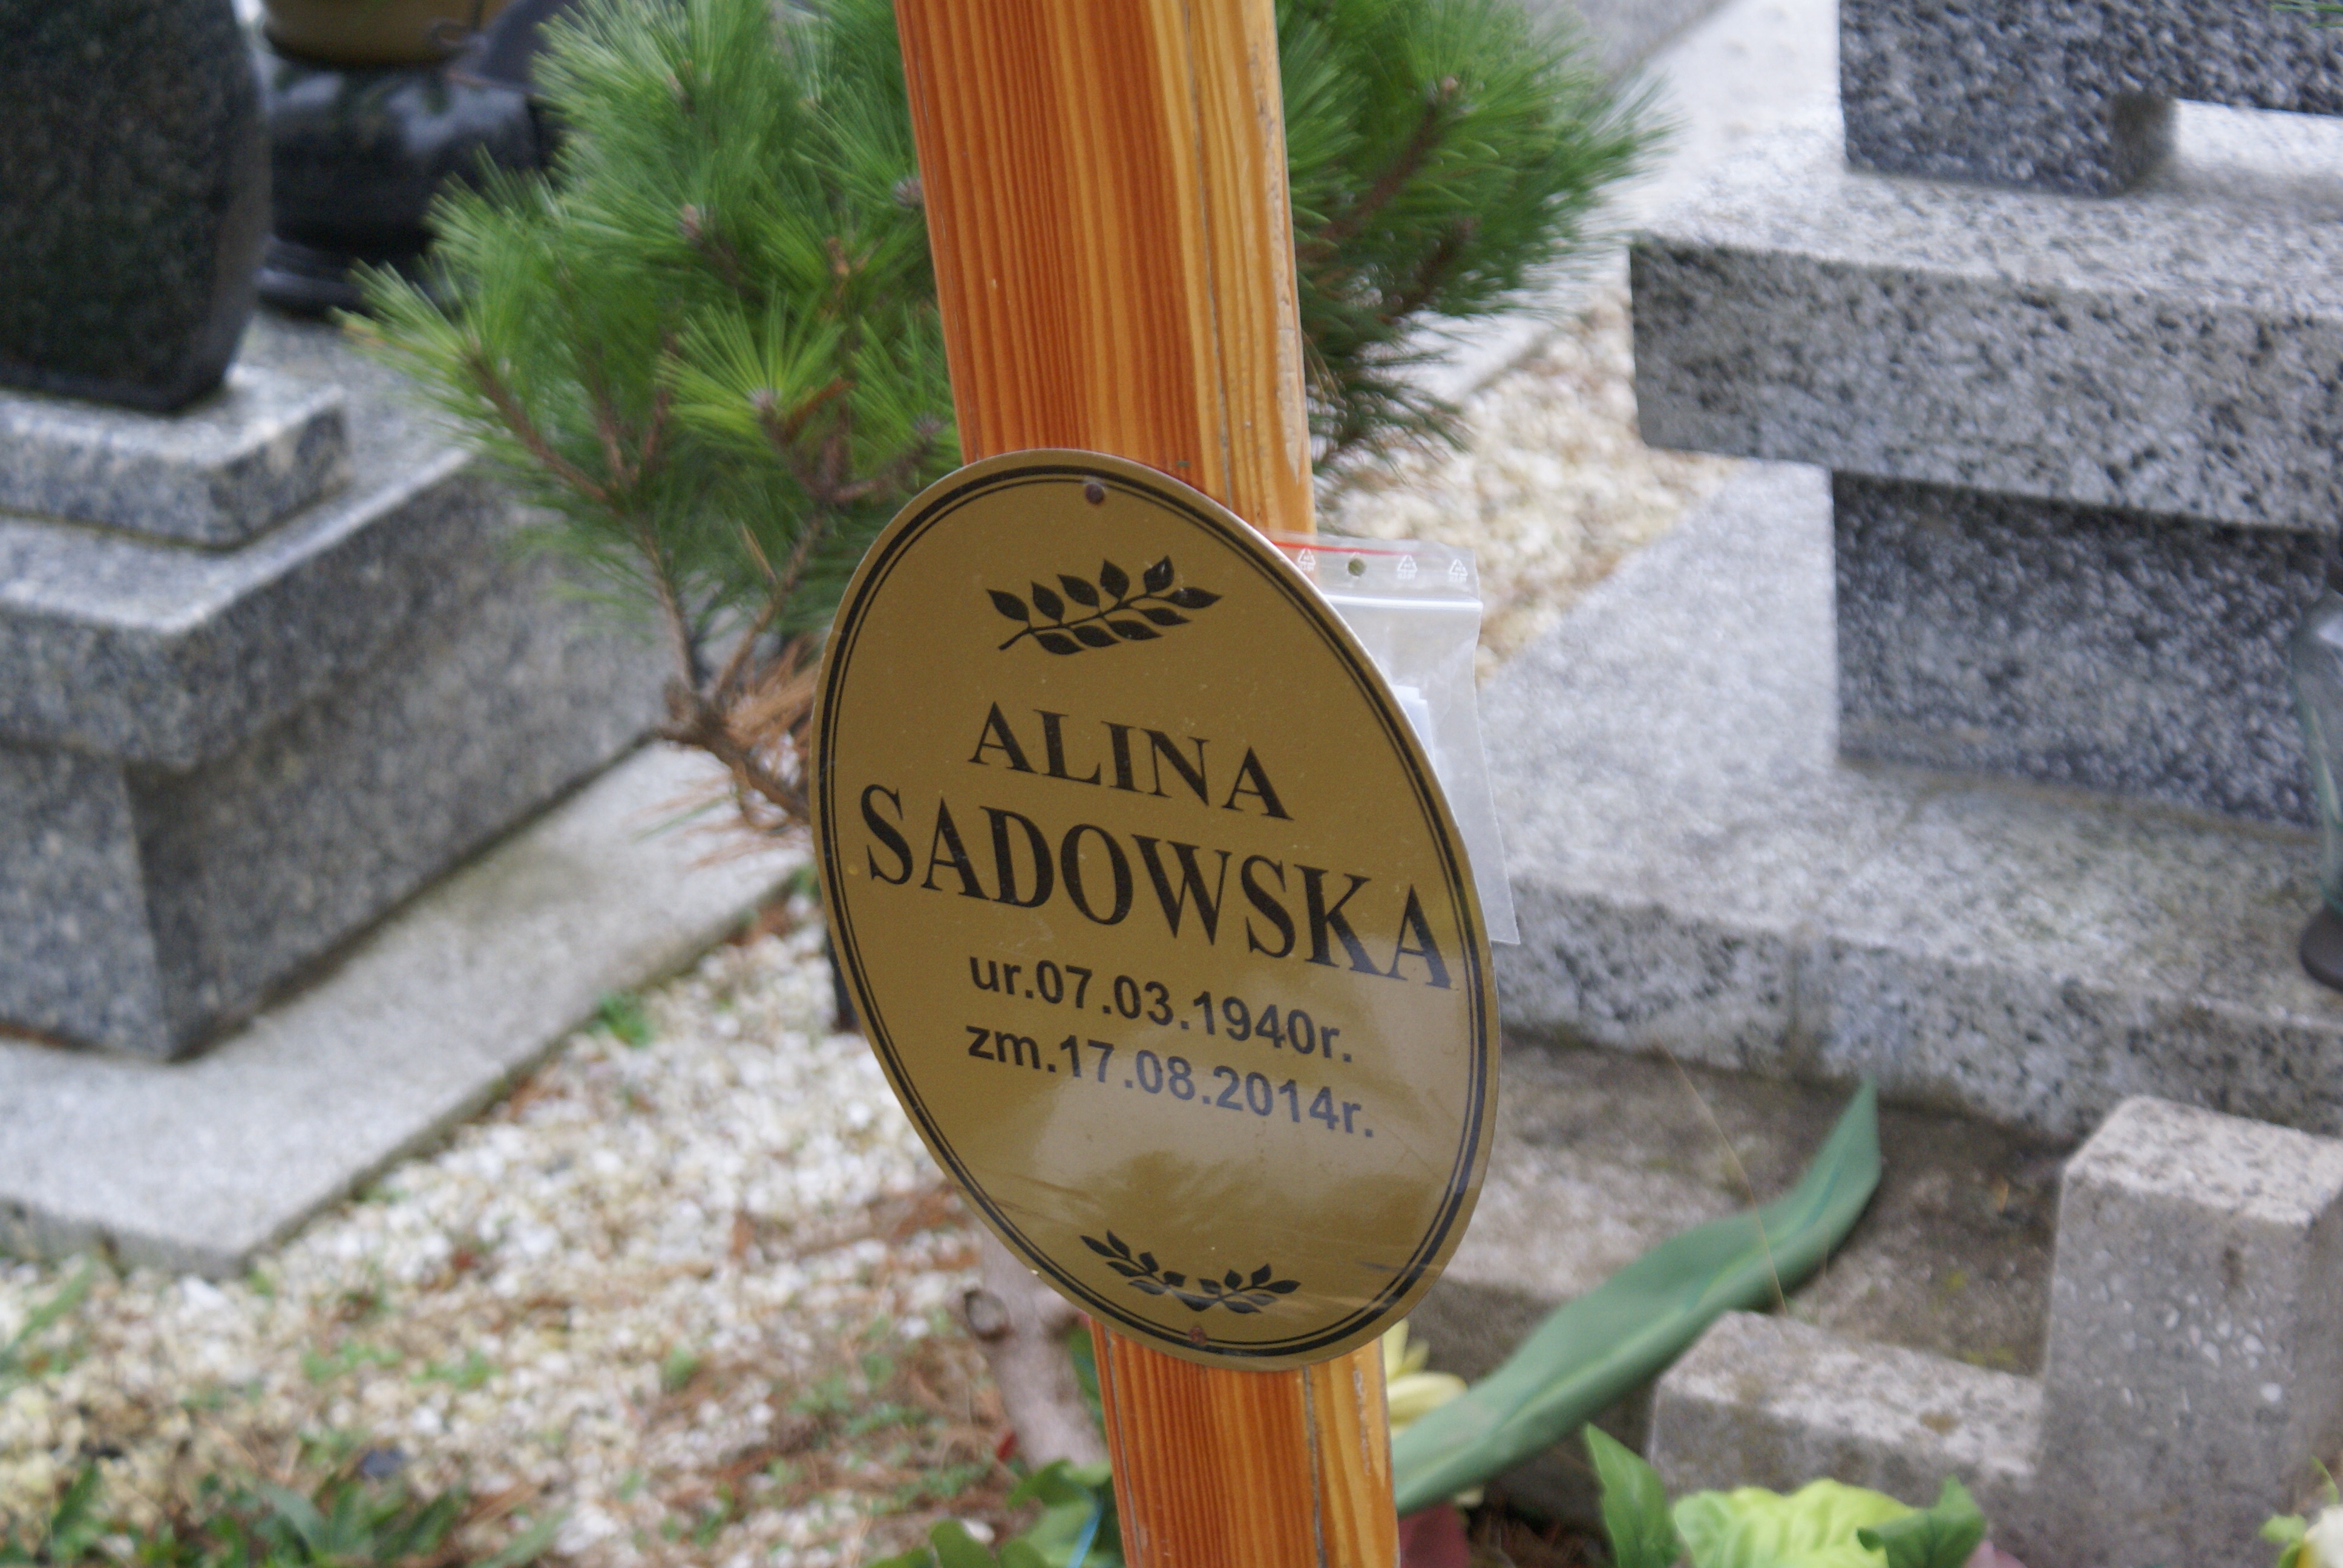 ALINA
SADOWSKA
ur.07.03.1940r.
zm.17.08.2014r.